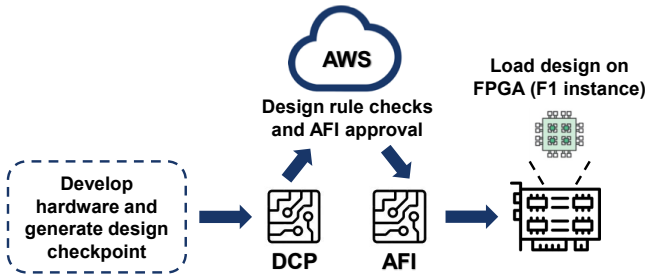 AWS
Design rule checks
and AFI approval
Load design on
FPGA (F1 instance)
Develop
hardware and
generate design
checkpoint
DCP
AFI